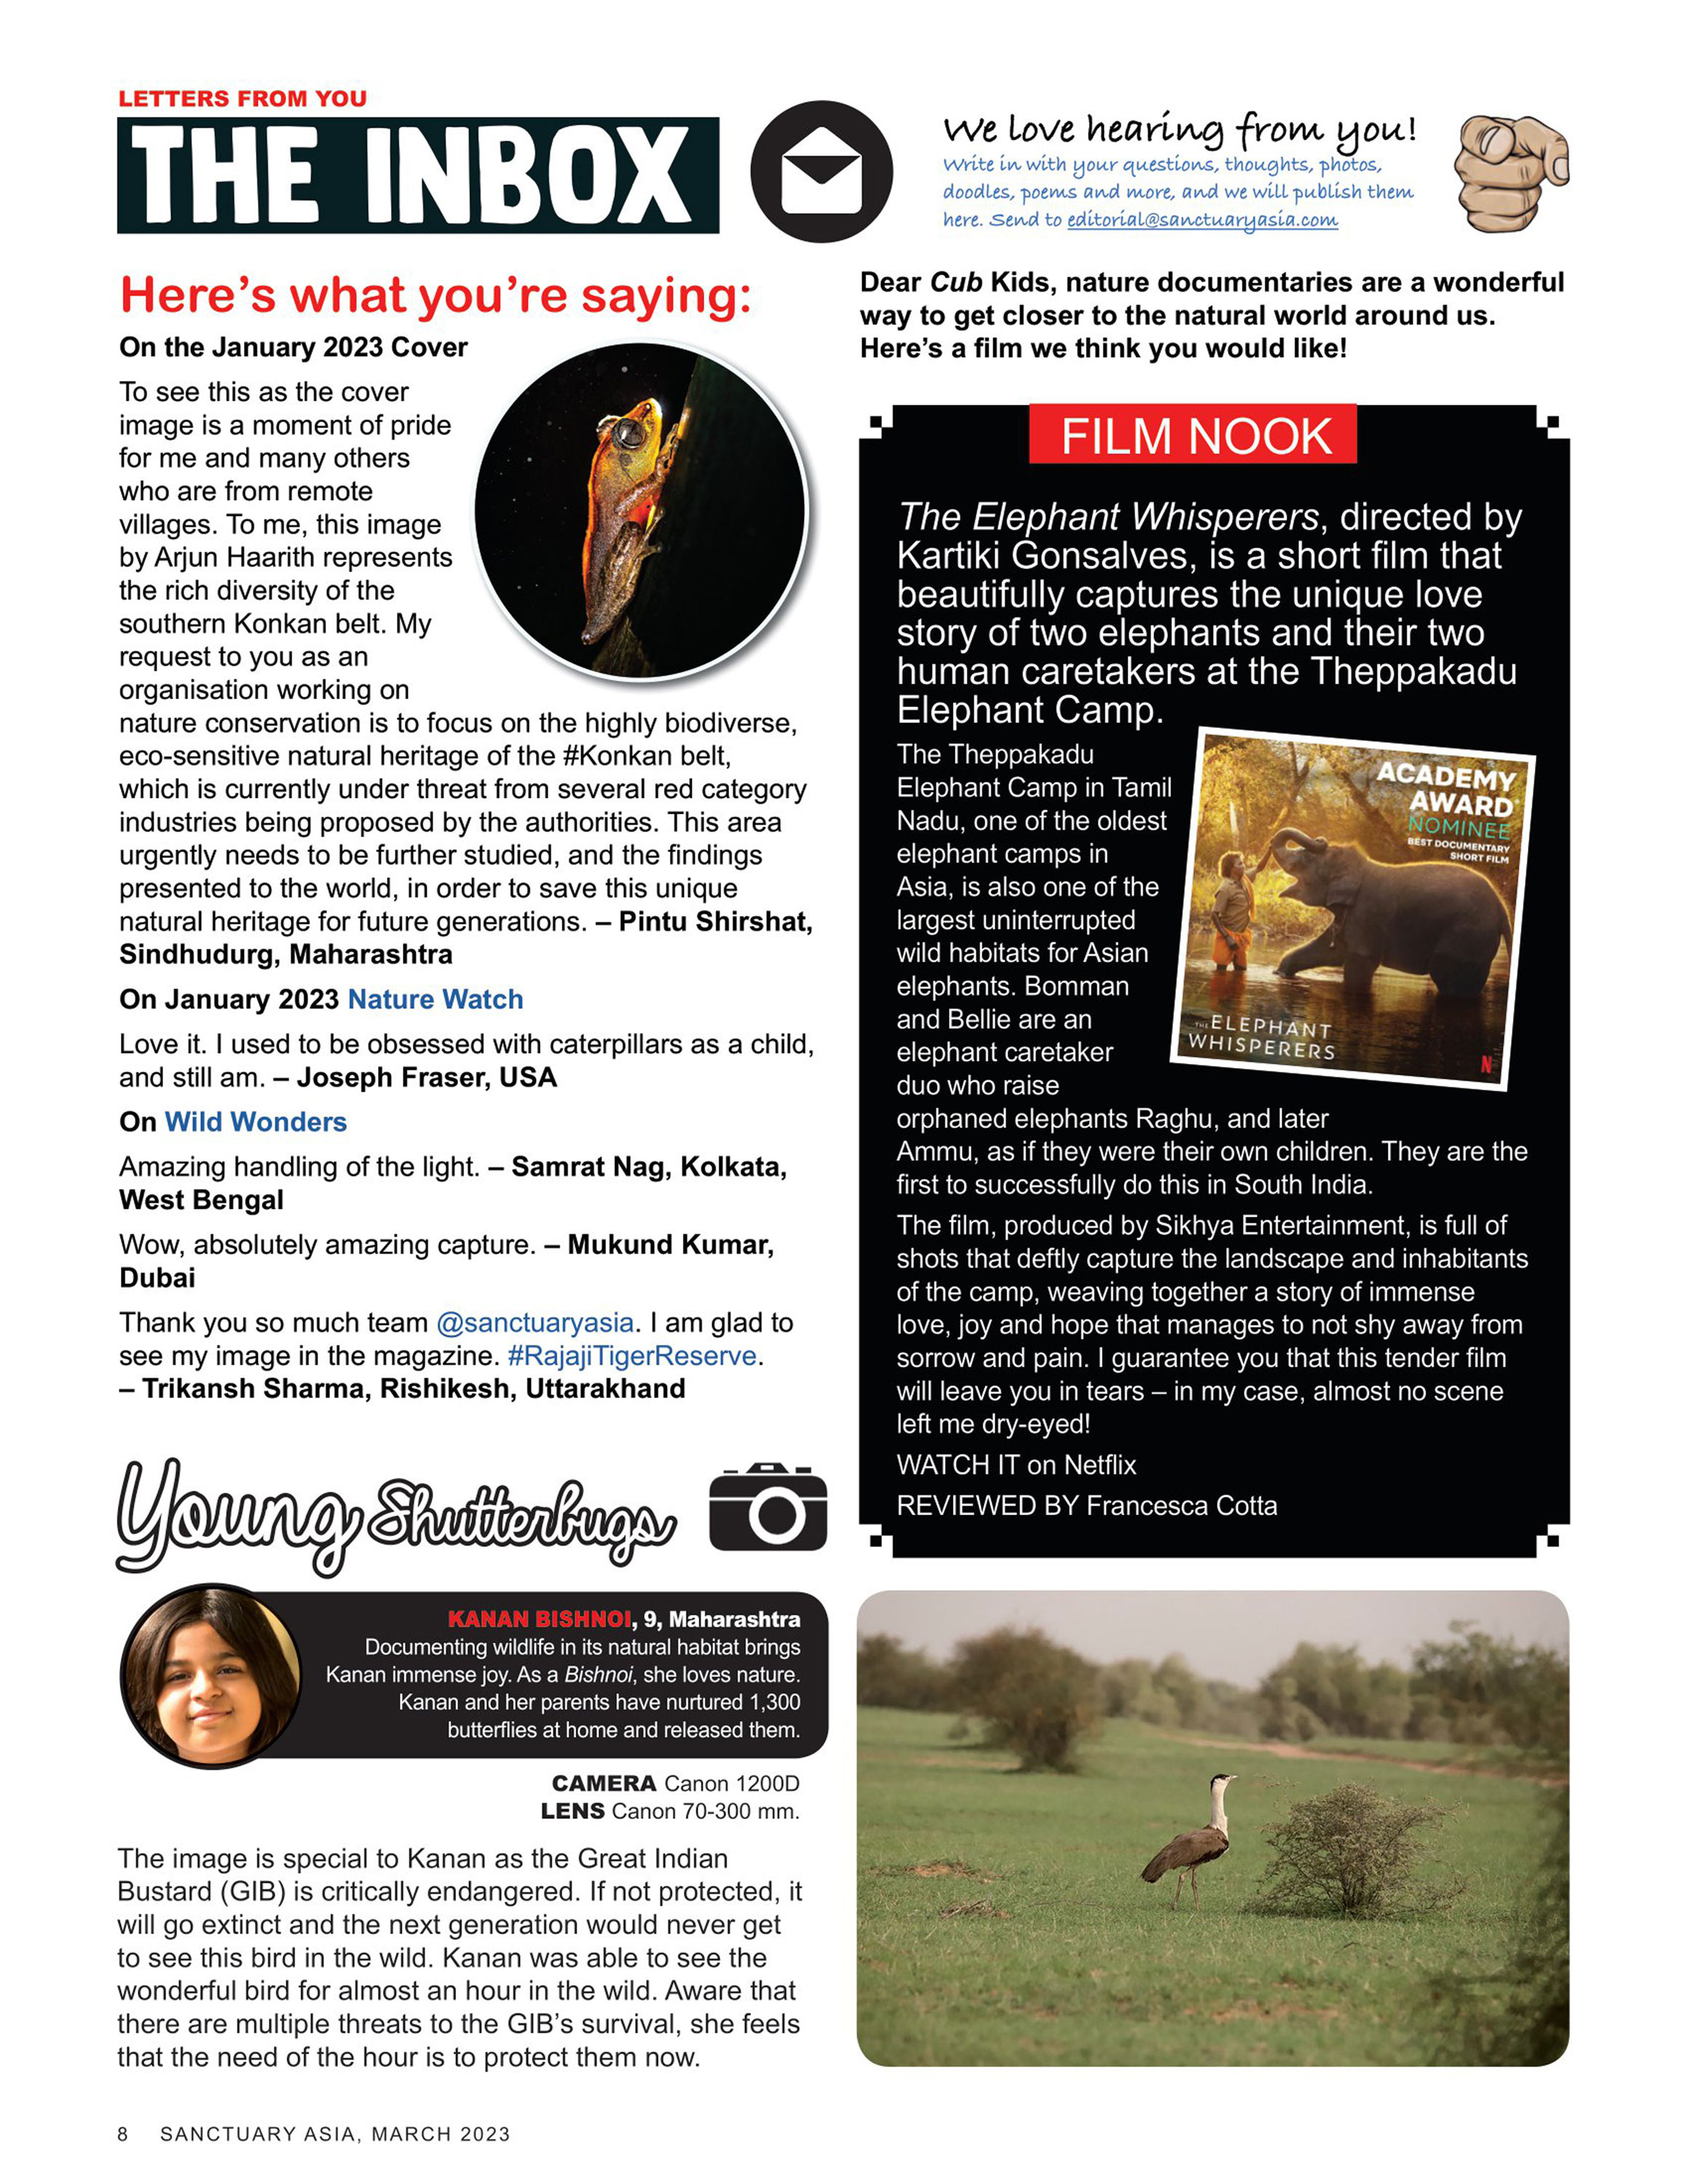 LETTERS FROM YOU
THE INBOX
We love hearing from you!
Write in with your questions, thoughts, photos,
doodles, poems and more, and we will publish them
here. Send to editorial@sanctuaryasia.com
Here's what you're saying:
On the January 2023 Cover
To see this as the cover
image is a moment of pride
for me and many others
who are from remote
villages. To me, this image
by Arjun Haarith represents
the rich diversity of the
southern Konkan belt. My
request to you as an
organisation working on
nature conservation is to focus on the highly biodiverse,
eco-sensitive natural heritage of the #Konkan belt,
which is currently under threat from several red category
industries being proposed by the authorities. This area
urgently needs to be further studied, and the findings
presented to the world, in order to save this unique
natural heritage for future generations. – Pintu Shirshat,
Sindhudurg, Maharashtra
On January 2023 Nature Watch
Love it. I used to be obsessed with caterpillars as a child,
and still am. – Joseph Fraser, USA
On Wild Wonders
Amazing handling of the light. – Samrat Nag, Kolkata,
West Bengal
Wow, absolutely amazing capture. – Mukund Kumar,
Dubai
Thank you so much team @sanctuaryasia. I am glad to
see my image in the magazine. #RajajiTigerReserve.
– Trikansh Sharma, Rishikesh, Uttarakhand
Dear Cub Kids, nature documentaries are a wonderful
way to get closer to the natural world around us.
Here's a film we think you would like!
FILM NOOK
The Elephant Whisperers, directed by
Kartiki Gonsalves, is a short film that
beautifully captures the unique love
story of two elephants and their two
human caretakers at the Theppakadu
Elephant Camp.
The Theppakadu
Elephant Camp in Tamil
Nadu, one of the oldest
elephant camps in
Asia, is also one of the
largest uninterrupted
wild habitats for Asian
elephants. Bomman
and Bellie are an
elephant caretaker
duo who raise
orphaned elephants Raghu, and later
Ammu, as if they were their own children. They are the
first to successfully do this in South India.
The film, produced by Sikhya Entertainment, is full of
shots that deftly capture the landscape and inhabitants
of the camp, weaving together a story of immense
love, joy and hope that manages to not shy away from
sorrow and pain. I guarantee you that this tender film
will leave you in tears – in my case, almost no scene
left me dry-eyed!
WATCH IT on Netflix
REVIEWED BY Francesca Cotta
ACADEMY
AWARD
NOMINEE
BEST DOCUMENTARY
SHORT FILM
THE ELEPHANT
WHISPERERS
N
Young Shutterbugs
KANAN BISHNOI, 9, Maharashtra
Documenting wildlife in its natural habitat brings
Kanan immense joy. As a Bishnoi, she loves nature.
Kanan and her parents have nurtured 1,300
butterflies at home and released them.
CAMERA Canon 1200D
LENS Canon 70-300 mm.
The image is special to Kanan as the Great Indian
Bustard (GIB) is critically endangered. If not protected, it
will go extinct and the next generation would never get
to see this bird in the wild. Kanan was able to see the
wonderful bird for almost an hour in the wild. Aware that
there are multiple threats to the GIB's survival, she feels
that the need of the hour is to protect them now.
8 SANCTUARY ASIA, MARCH 2023